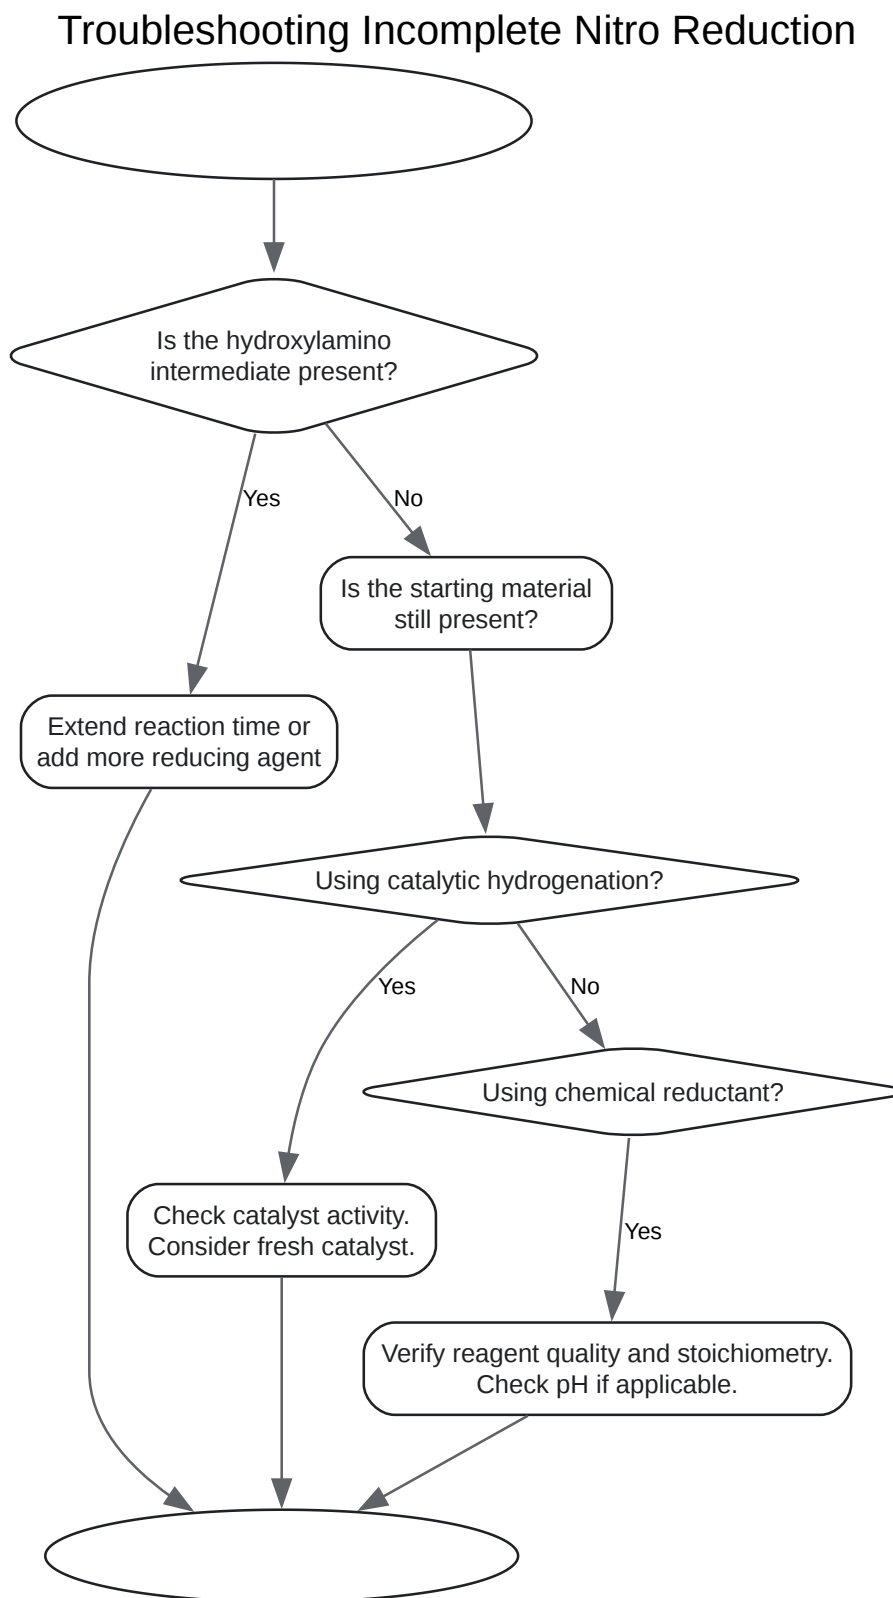 Troubleshooting Incomplete Nitro Reduction
Is the hydroxylamino
intermediate present?
Yes
No
Is the starting material
still present?
Extend reaction time or
add more reducing agent
Using catalytic hydrogenation?
Yes
No
Using chemical reductant?
Check catalyst activity.
Consider fresh catalyst.
Yes
Verify reagent quality and stoichiometry.
Check pH if applicable.